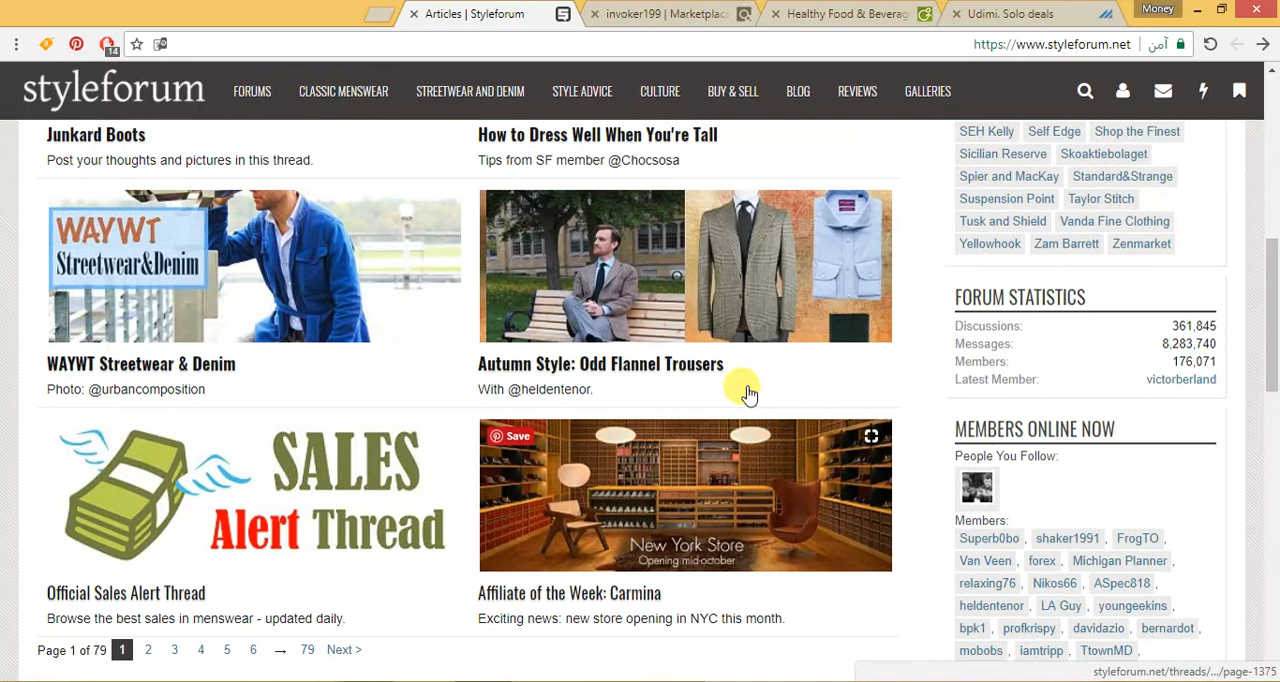 Articles | Styleforum
invoker199 | Marketplac
Healthy Food & Beverag
Udimi. Solo deals
Money
14
https://www.styleforum.net
آمن
styleforum
FORUMS CLASSIC MENSWEAR STREETWEAR AND DENIM STYLE ADVICE CULTURE BUY & SELL BLOG REVIEWS GALLERIES
Junkard Boots
Post your thoughts and pictures in this thread.
How to Dress Well When You're Tall
Tips from SF member @Chocsosa
WAYWT
Streetwear&Denim
WAYWT Streetwear & Denim
Photo: @urbancomposition
Autumn Style: Odd Flannel Trousers
With @heldentenor.
SALES
Alert Thread
Official Sales Alert Thread
Browse the best sales in menswear - updated daily.
Save
New York Store
Opening mid-october
Affiliate of the Week: Carmina
Exciting news: new store opening in NYC this month.
Page 1 of 79 1 2 3 4 5 6 → 79 Next >
SEH Kelly Self Edge Shop the Finest
Sicilian Reserve Skoaktiebolaget
Spier and MacKay Standard&Strange
Suspension Point Taylor Stitch
Tusk and Shield Vanda Fine Clothing
Yellowhook Zam Barrett Zenmarket
FORUM STATISTICS
Discussions: 361,845
Messages: 8,283,740
Members: 176,071
Latest Member: victorberland
MEMBERS ONLINE NOW
People You Follow:
Members:
Superb0bo , shaker1991 , FrogTO ,
Van Veen , forex , Michigan Planner ,
relaxing76 , Nikos66 , ASpec818 ,
heldentenor , LA Guy , youngeekins ,
bpk1 , profkrispy , davidazio , bernardot ,
mobobs , iamtripp , TtownMD ,
styleforum.net/threads/.../page-1375